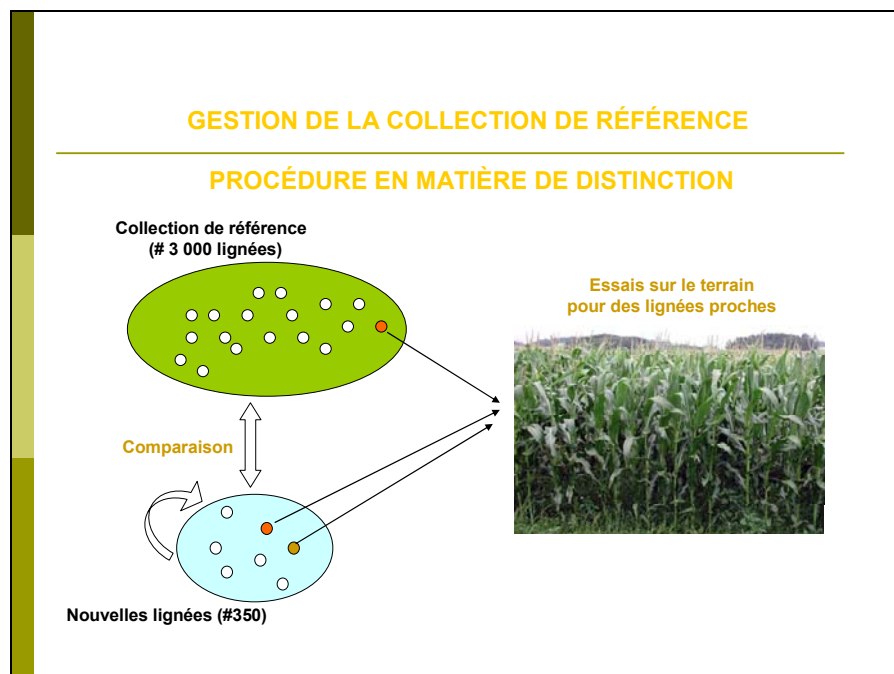 GESTION DE LA COLLECTION DE RÉFÉRENCE
PROCÉDURE EN MATIÈRE DE DISTINCTION
Collection de référence
(# 3 000 lignées)
Essais sur le terrain
pour des lignées proches
Comparaison
Nouvelles lignées (#350)